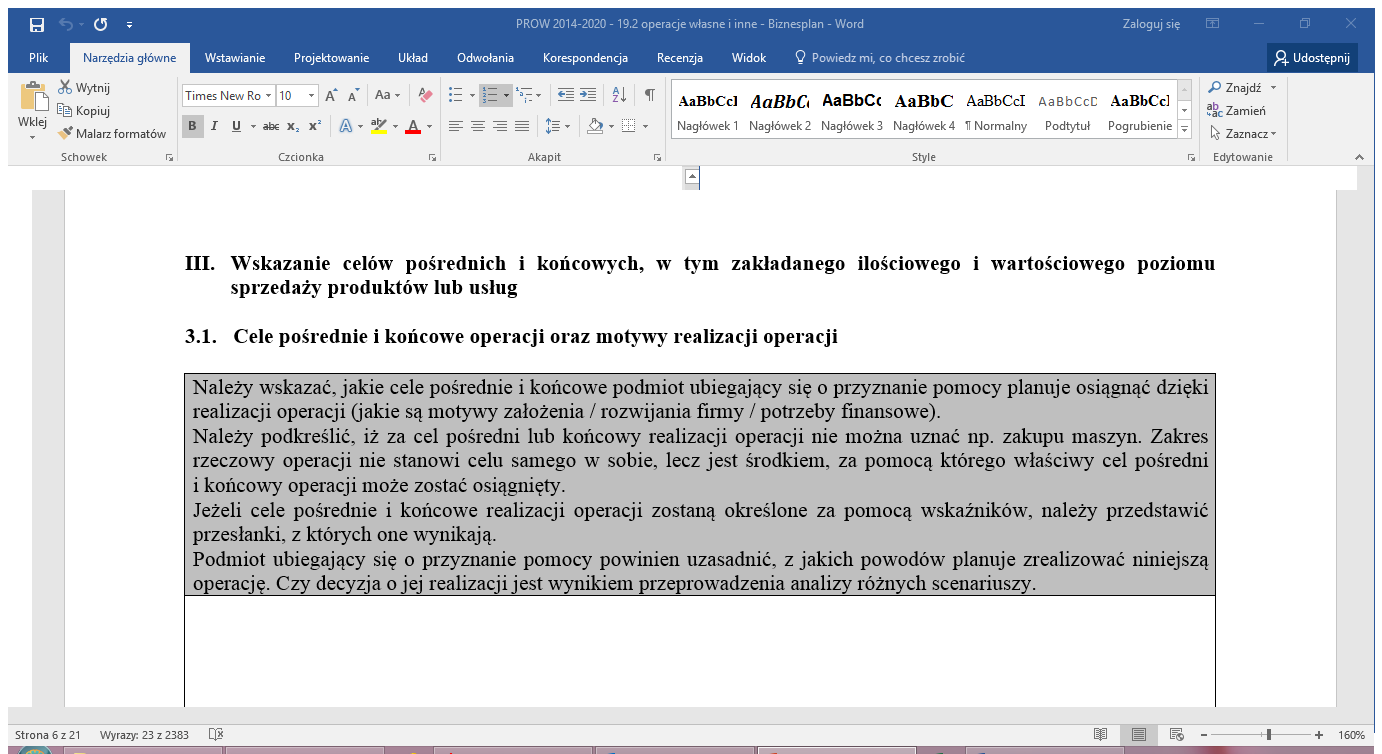 PROW 2014-2020 - 19.2 operacje własne i inne - Biznesplan - Word
Zaloguj się
Plik Narzędzia główne Wstawianie Projektowanie Układ Odwołania Korespondencja Recenzja Widok Powiedz mi, co chcesz zrobić Udostępnij
Wklej
Wytnij
Kopiuj
Malarz formatów
Schowek
Times New Ro 10
Czcionka
Akapit
AaBbCcI AaBbC AaBbCc AaBbC AaBbCcI AaBbCcD AaBbCcI
Nagłówek 1 Nagłówek 2 Nagłówek 3 Nagłówek 4 ¶ Normalny Podtytuł Pogrubienie
Style
Znajdź
Zamień
Zaznacz
Edytowanie
III. Wskazanie celów pośrednich i końcowych, w tym zakładanego ilościowego i wartościowego poziomu
sprzedaży produktów lub usług
3.1. Cele pośrednie i końcowe operacji oraz motywy realizacji operacji
Należy wskazać, jakie cele pośrednie i końcowe podmiot ubiegający się o przyznanie pomocy planuje osiągnąć dzięki
realizacji operacji (jakie są motywy założenia / rozwijania firmy / potrzeby finansowe).
Należy podkreślić, iż za cel pośredni lub końcowy realizacji operacji nie można uznać np. zakupu maszyn. Zakres
rzeczowy operacji nie stanowi celu samego w sobie, lecz jest środkiem, za pomocą którego właściwy cel pośredni
i końcowy operacji może zostać osiągnięty.
Jeżeli cele pośrednie i końcowe realizacji operacji zostaną określone za pomocą wskaźników, należy przedstawić
przesłanki, z których one wynikają.
Podmiot ubiegający się o przyznanie pomocy powinien uzasadnić, z jakich powodów planuje zrealizować niniejszą
operację. Czy decyzja o jej realizacji jest wynikiem przeprowadzenia analizy różnych scenariuszy.
Strona 6 z 21 Wyrazy: 23 z 2383 160%